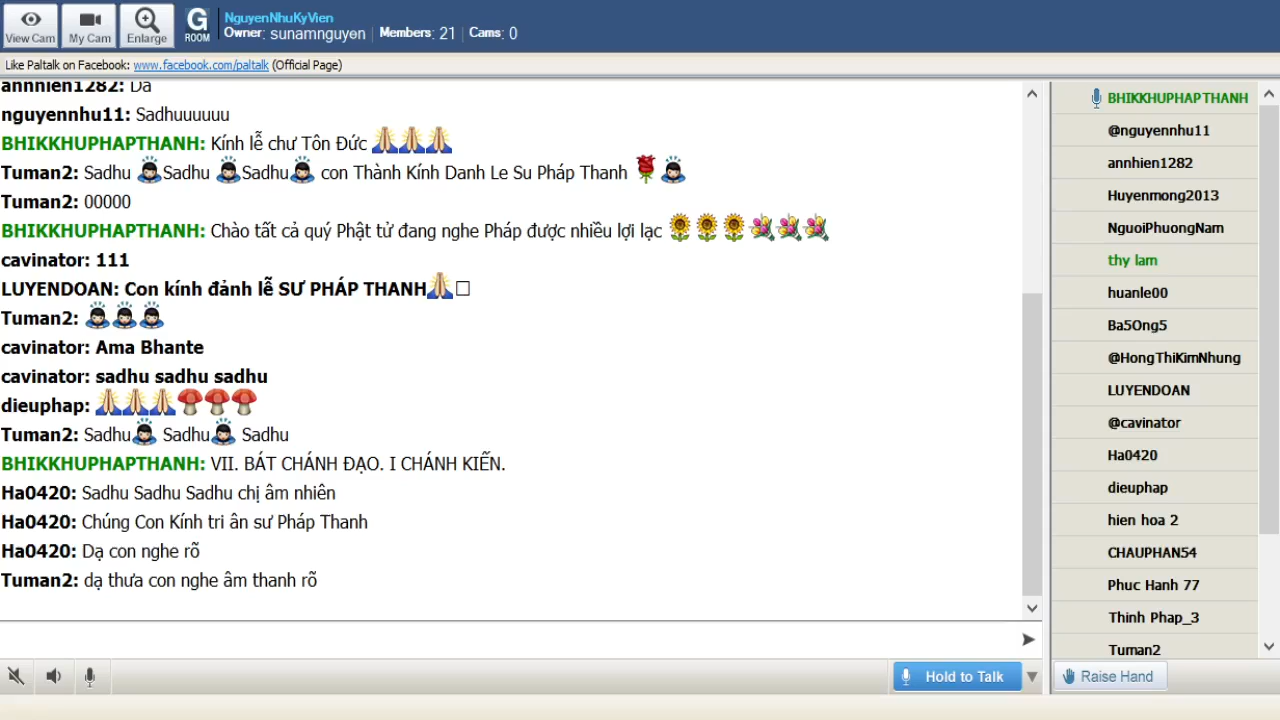 View Cam
My Cam
Enlarge
G
ROOM
NguyenNhuKyVien
Owner: sunamnguyen | Members: 21 | Cams: 0
Like Paltalk on Facebook: www.facebook.com/paltalk (Official Page)
annnien1282: Da
nguyennhu11: Sadhuuuuuu
BHIKKHUPHAPTHANH: Kính lễ chư Tôn Đức
Tuman2: Sadhu Sadhu Sadhu con Thành Kính Danh Le Su Pháp Thanh
Tuman2: 00000
BHIKKHUPHAPTHANH: Chào tất cả quý Phật tử đang nghe Pháp được nhiều lợi lạc
cavinator: 111
LUYENDOAN: Con kính đảnh lễ SƯ PHÁP THANH
Tuman2:
cavinator: Ama Bhante
cavinator: sadhu sadhu sadhu
dieuphap:
Tuman2: Sadhu Sadhu Sadhu
BHIKKHUPHAPTHANH: VII. BÁT CHÁNH ĐẠO. I CHÁNH KIẾN.
Ha0420: Sadhu Sadhu Sadhu chị âm nhiên
Ha0420: Chúng Con Kính tri ân sư Pháp Thanh
Ha0420: Dạ con nghe rõ
Tuman2: dạ thưa con nghe âm thanh rõ
Hold to Talk
BHIKKHUPHAPTHANH
@nguyennhu11
annhien1282
Huyenmong2013
NguoiPhuongNam
thy lam
huanle00
Ba5Ong5
@HongThiKimNhung
LUYENDOAN
@cavinator
Ha0420
dieuphap
hien hoa 2
CHAUPHAN54
Phuc Hanh 77
Thinh Phap_3
Tuman2
Raise Hand